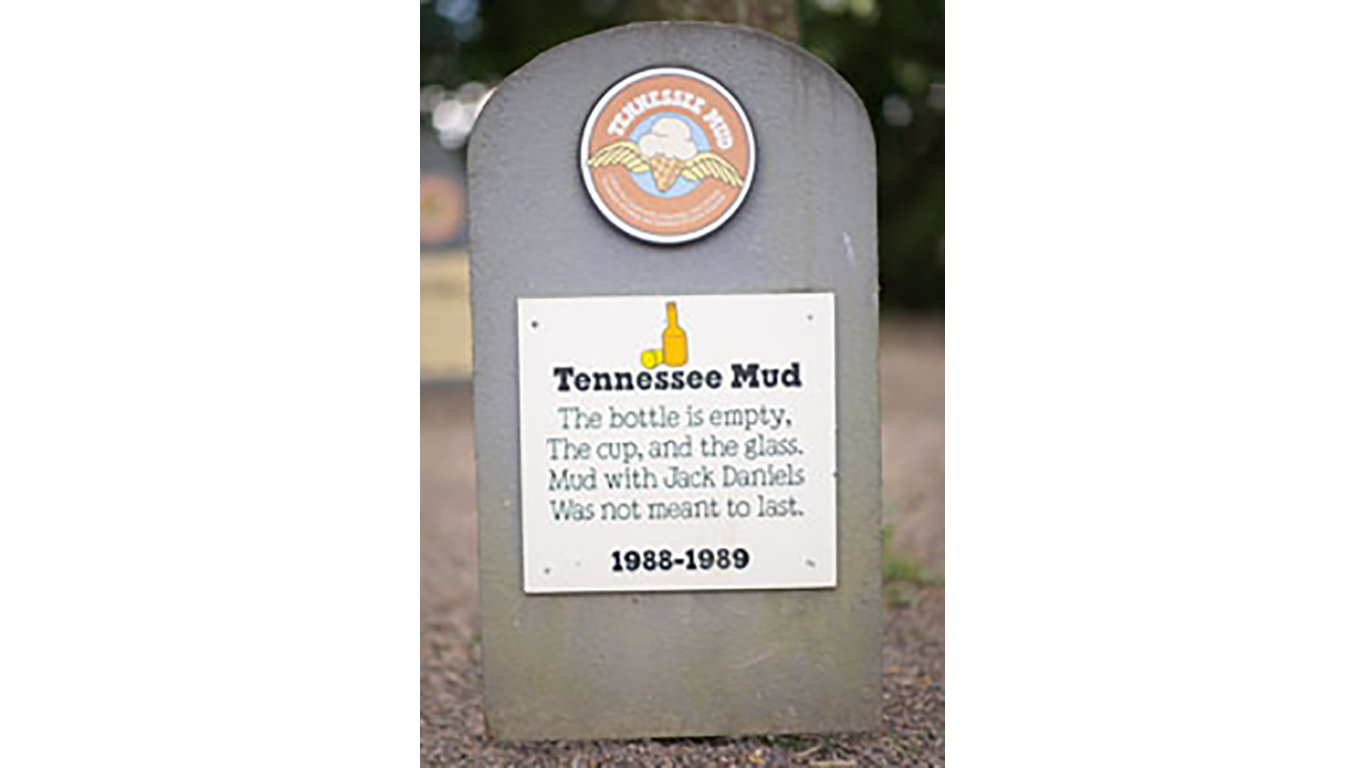 TENNESSEE MUD
Tennessee Mud
The bottle is empty,
The cup, and the glass.
Mud with Jack Daniels
Was not meant to last.
1988-1989